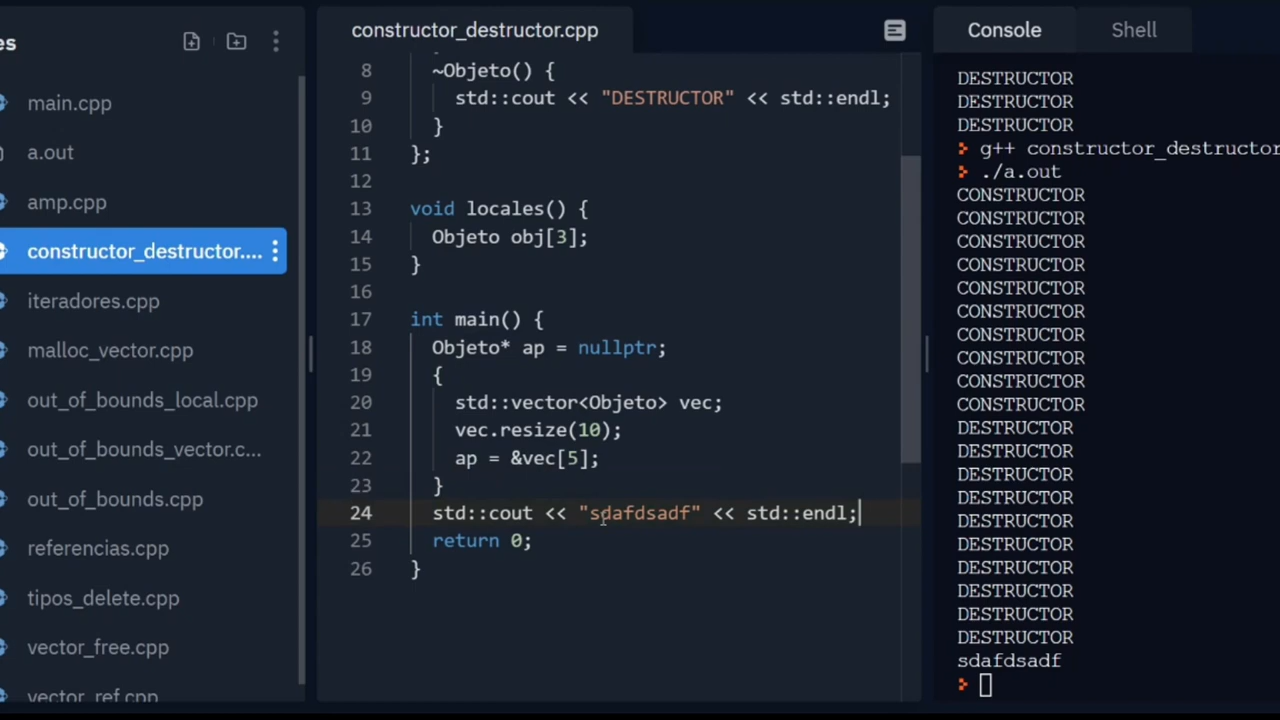 es
main.cpp
a.out
amp.cpp
constructor_destructor....
iteradores.cpp
malloc_vector.cpp
out_of_bounds_local.cpp
out_of_bounds_vector.c...
out_of_bounds.cpp
referencias.cpp
tipos_delete.cpp
vector_free.cpp
vector_ref.cpp
constructor_destructor.cpp
8 ~Objeto() {
9 std::cout << "DESTRUCTOR" << std::endl;
10 }
11 };
12
13 void locales() {
14 Objeto obj[3];
15 }
16
17 int main() {
18 Objeto* ap = nullptr;
19 {
20 std::vector<Objeto> vec;
21 vec.resize(10);
22 ap = &vec[5];
23 }
24 std::cout << "sdafdsadf" << std::endl;
25 return 0;
26 }
Console Shell
DESTRUCTOR
DESTRUCTOR
DESTRUCTOR
> g++ constructor_destructor
> ./a.out
CONSTRUCTOR
CONSTRUCTOR
CONSTRUCTOR
CONSTRUCTOR
CONSTRUCTOR
CONSTRUCTOR
CONSTRUCTOR
CONSTRUCTOR
CONSTRUCTOR
CONSTRUCTOR
DESTRUCTOR
DESTRUCTOR
DESTRUCTOR
DESTRUCTOR
DESTRUCTOR
DESTRUCTOR
DESTRUCTOR
DESTRUCTOR
DESTRUCTOR
DESTRUCTOR
sdafdsadf
>